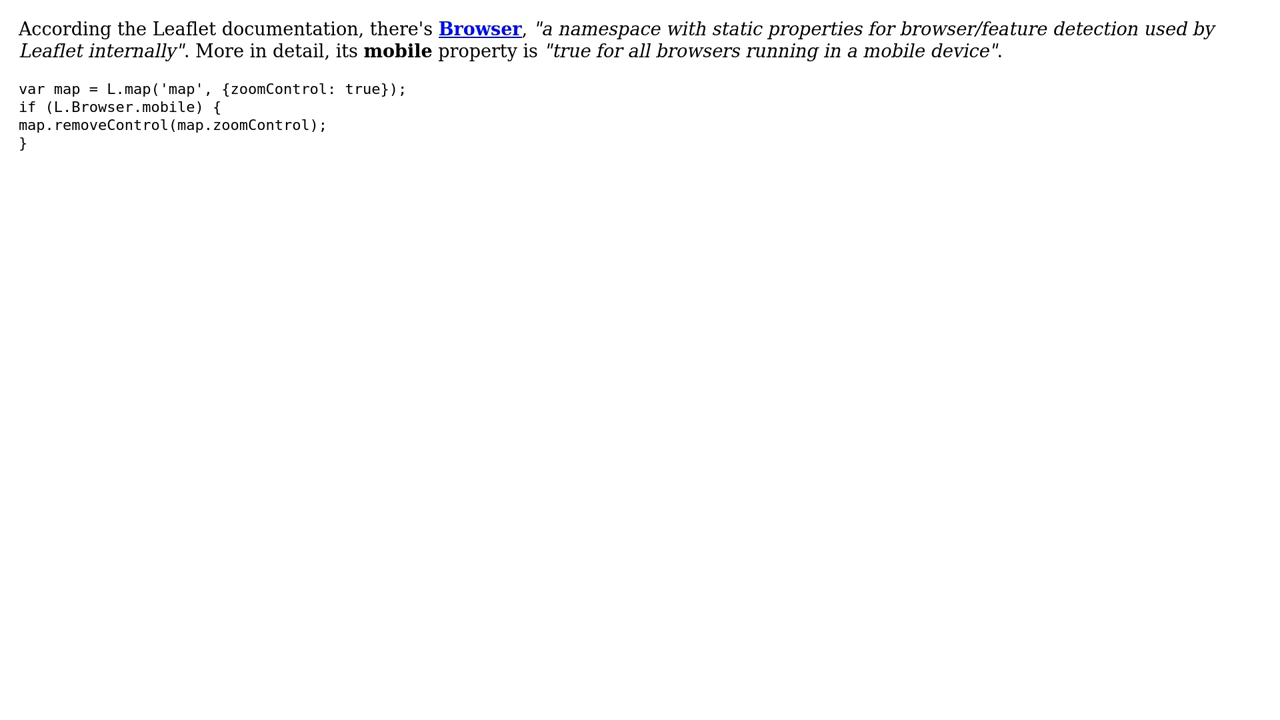 According the Leaflet documentation, there's Browser, "a namespace with static properties for browser/feature detection used by
Leaflet internally". More in detail, its mobile property is "true for all browsers running in a mobile device".
var map = L.map('map', {zoomControl: true});
if (L.Browser.mobile) {
map.removeControl(map.zoomControl);
}